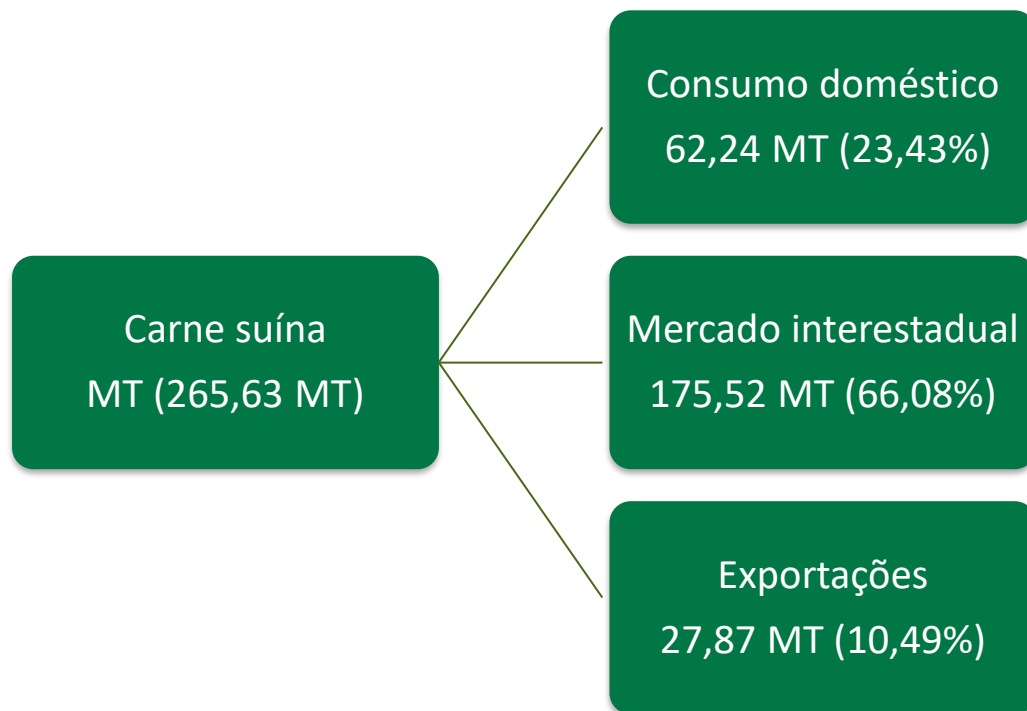 Consumo doméstico
62,24 MT (23,43%)
Carne suína
MT (265,63 MT)
Mercado interestadual
175,52 MT (66,08%)
Exportações
27,87 MT (10,49%)